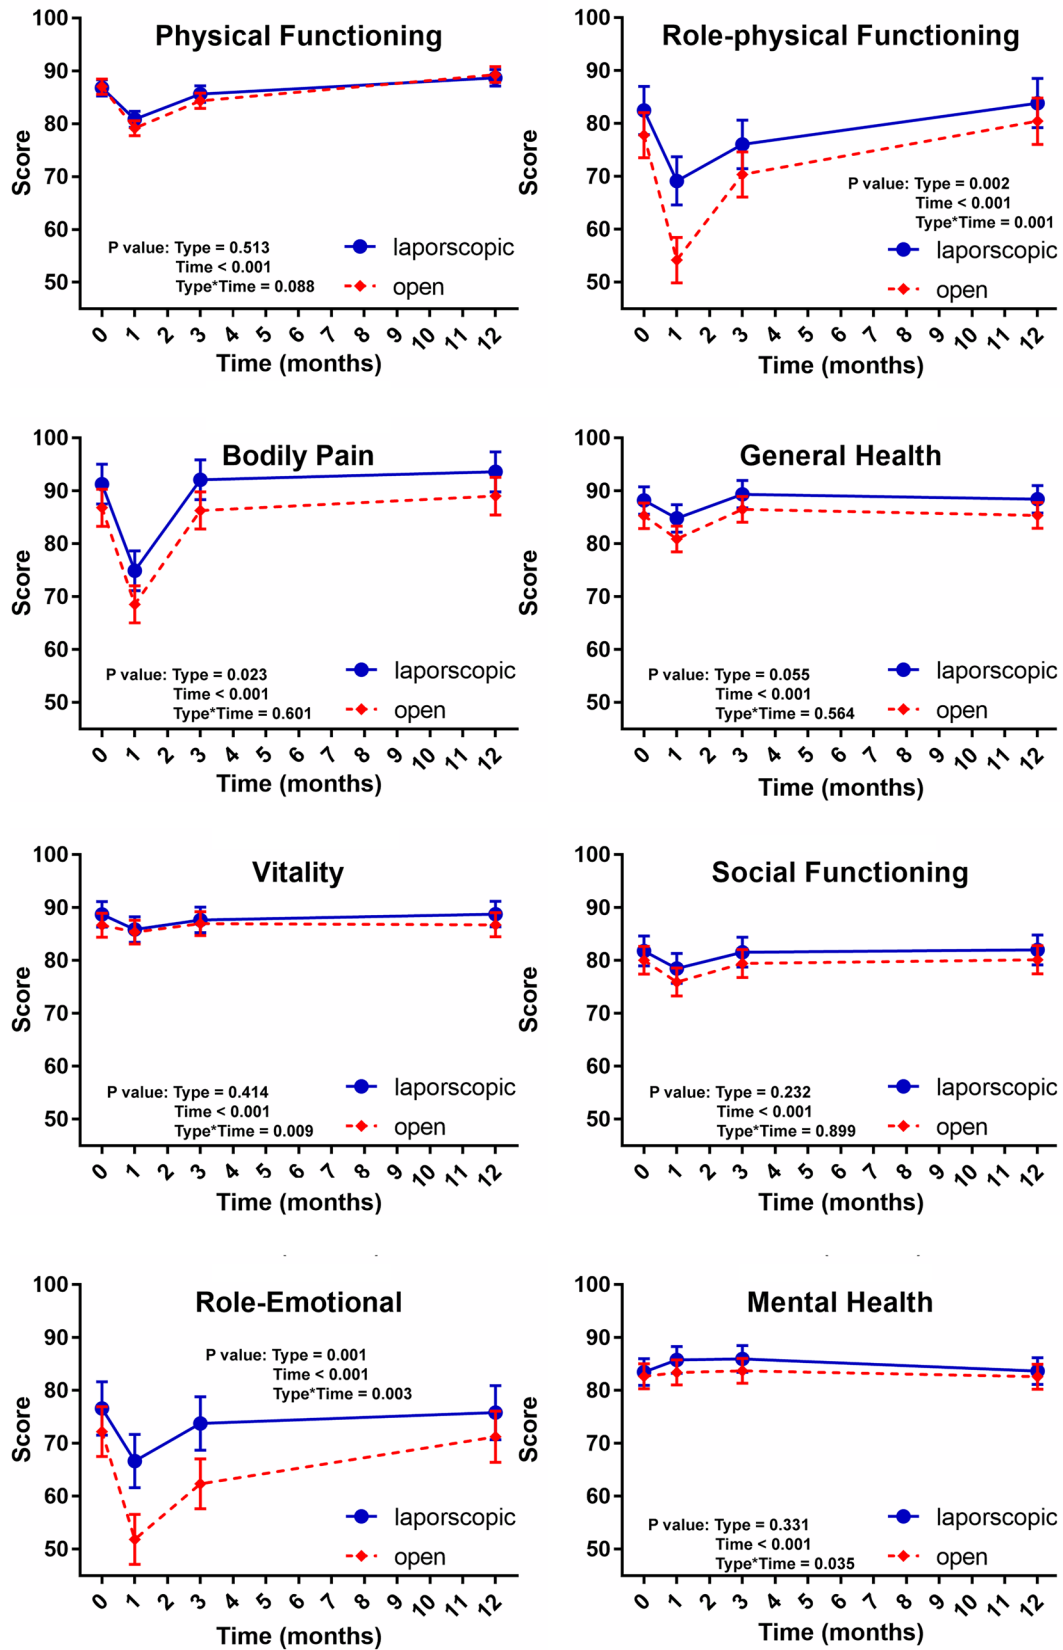 Physical Functioning
100
90
80
70
60
50
Score
P value: Type = 0.513
Time < 0.001
Type*Time = 0.088
laporscopic
open
0 1 2 3 4 5 6 7 8 9 10 11 12
Time (months)
Role-physical Functioning
100
90
80
70
60
50
Score
P value: Type = 0.002
Time < 0.001
Type*Time = 0.001
laporscopic
open
0 1 2 3 4 5 6 7 8 9 10 11 12
Time (months)
Bodily Pain
100
90
80
70
60
50
Score
P value: Type = 0.023
Time < 0.001
Type*Time = 0.601
laporscopic
open
0 1 2 3 4 5 6 7 8 9 10 11 12
Time (months)
General Health
100
90
80
70
60
50
Score
P value: Type = 0.055
Time < 0.001
Type*Time = 0.564
laporscopic
open
0 1 2 3 4 5 6 7 8 9 10 11 12
Time (months)
Vitality
100
90
80
70
60
50
Score
P value: Type = 0.414
Time < 0.001
Type*Time = 0.009
laporscopic
open
0 1 2 3 4 5 6 7 8 9 10 11 12
Time (months)
Social Functioning
100
90
80
70
60
50
Score
P value: Type = 0.232
Time < 0.001
Type*Time = 0.899
laporscopic
open
0 1 2 3 4 5 6 7 8 9 10 11 12
Time (months)
Role-Emotional
100
90
80
70
60
50
Score
P value: Type = 0.001
Time < 0.001
Type*Time = 0.003
laporscopic
open
0 1 2 3 4 5 6 7 8 9 10 11 12
Time (months)
Mental Health
100
90
80
70
60
50
Score
P value: Type = 0.331
Time < 0.001
Type*Time = 0.035
laporscopic
open
0 1 2 3 4 5 6 7 8 9 10 11 12
Time (months)